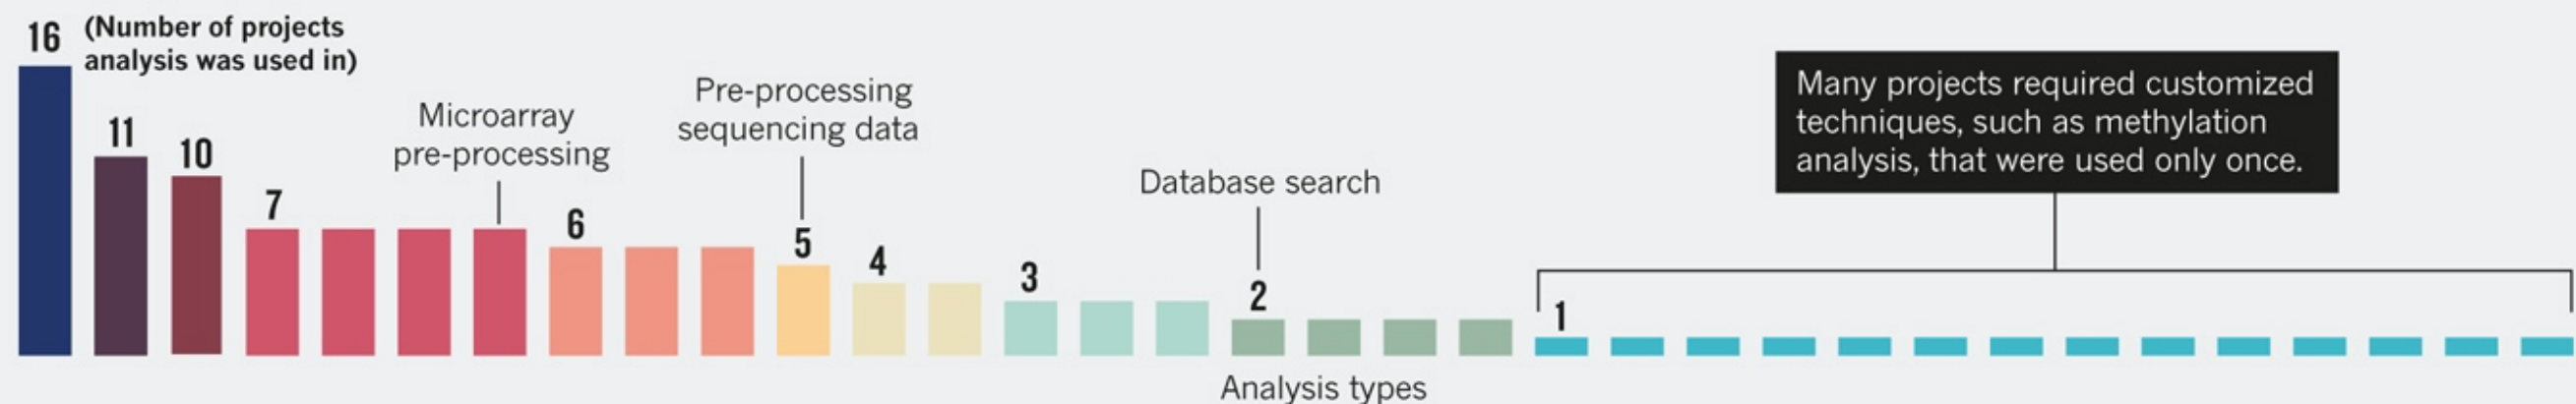 16
(Number of projects
analysis was used in)
11
10
7
Microarray
pre-processing
6
Pre-processing
sequencing data
5
4
3
Database search
2
Many projects required customized
techniques, such as methylation
analysis, that were used only once.
1
Analysis types